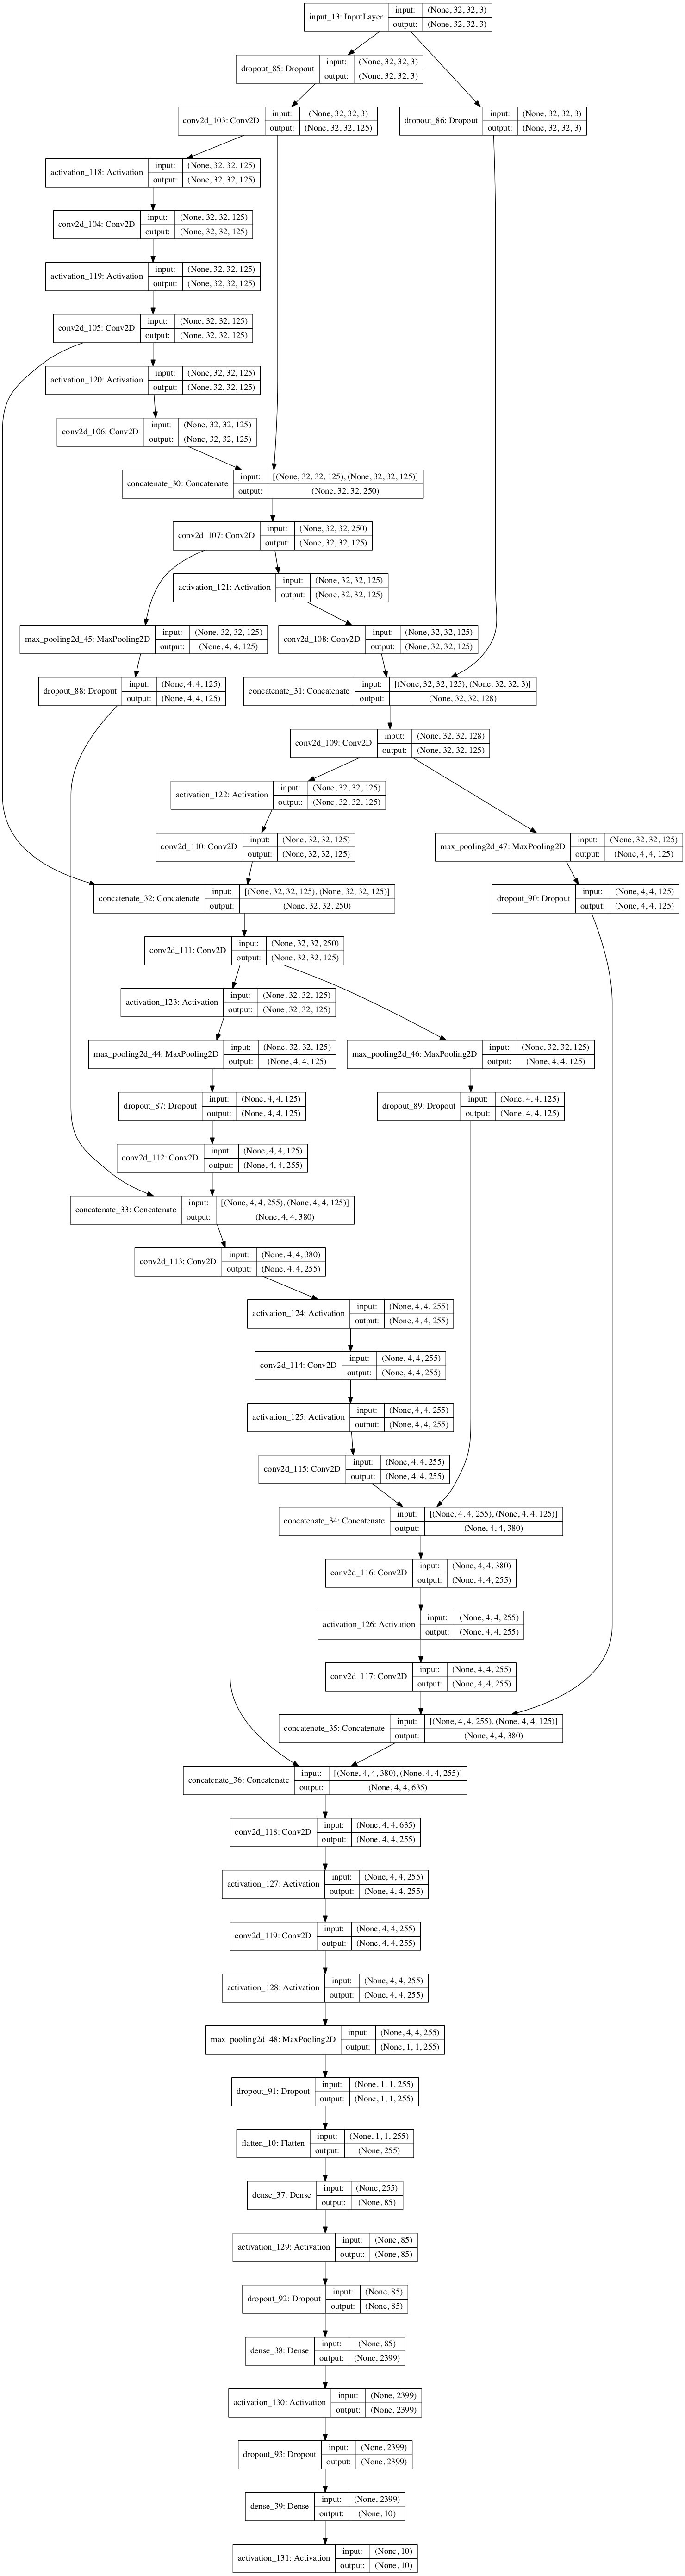 input_13: InputLayer input: (None, 32, 32, 3)
output: (None, 32, 32, 3)
dropout_85: Dropout input: (None, 32, 32, 3)
output: (None, 32, 32, 3)
conv2d_103: Conv2D input: (None, 32, 32, 3)
output: (None, 32, 32, 125)
dropout_86: Dropout input: (None, 32, 32, 3)
output: (None, 32, 32, 3)
activation_118: Activation input: (None, 32, 32, 125)
output: (None, 32, 32, 125)
conv2d_104: Conv2D input: (None, 32, 32, 125)
output: (None, 32, 32, 125)
activation_119: Activation input: (None, 32, 32, 125)
output: (None, 32, 32, 125)
conv2d_105: Conv2D input: (None, 32, 32, 125)
output: (None, 32, 32, 125)
activation_120: Activation input: (None, 32, 32, 125)
output: (None, 32, 32, 125)
conv2d_106: Conv2D input: (None, 32, 32, 125)
output: (None, 32, 32, 125)
concatenate_30: Concatenate input: [(None, 32, 32, 125), (None, 32, 32, 125)]
output: (None, 32, 32, 250)
conv2d_107: Conv2D input: (None, 32, 32, 250)
output: (None, 32, 32, 125)
activation_121: Activation input: (None, 32, 32, 125)
output: (None, 32, 32, 125)
max_pooling2d_45: MaxPooling2D input: (None, 32, 32, 125)
output: (None, 4, 4, 125)
conv2d_108: Conv2D input: (None, 32, 32, 125)
output: (None, 32, 32, 125)
dropout_88: Dropout input: (None, 4, 4, 125)
output: (None, 4, 4, 125)
concatenate_31: Concatenate input: [(None, 32, 32, 125), (None, 32, 32, 3)]
output: (None, 32, 32, 128)
conv2d_109: Conv2D input: (None, 32, 32, 128)
output: (None, 32, 32, 125)
activation_122: Activation input: (None, 32, 32, 125)
output: (None, 32, 32, 125)
conv2d_110: Conv2D input: (None, 32, 32, 125)
output: (None, 32, 32, 125)
max_pooling2d_47: MaxPooling2D input: (None, 32, 32, 125)
output: (None, 4, 4, 125)
concatenate_32: Concatenate input: [(None, 32, 32, 125), (None, 32, 32, 125)]
output: (None, 32, 32, 250)
dropout_90: Dropout input: (None, 4, 4, 125)
output: (None, 4, 4, 125)
conv2d_111: Conv2D input: (None, 32, 32, 250)
output: (None, 32, 32, 125)
activation_123: Activation input: (None, 32, 32, 125)
output: (None, 32, 32, 125)
max_pooling2d_44: MaxPooling2D input: (None, 32, 32, 125)
output: (None, 4, 4, 125)
max_pooling2d_46: MaxPooling2D input: (None, 32, 32, 125)
output: (None, 4, 4, 125)
dropout_87: Dropout input: (None, 4, 4, 125)
output: (None, 4, 4, 125)
dropout_89: Dropout input: (None, 4, 4, 125)
output: (None, 4, 4, 125)
conv2d_112: Conv2D input: (None, 4, 4, 125)
output: (None, 4, 4, 255)
concatenate_33: Concatenate input: [(None, 4, 4, 255), (None, 4, 4, 125)]
output: (None, 4, 4, 380)
conv2d_113: Conv2D input: (None, 4, 4, 380)
output: (None, 4, 4, 255)
activation_124: Activation input: (None, 4, 4, 255)
output: (None, 4, 4, 255)
conv2d_114: Conv2D input: (None, 4, 4, 255)
output: (None, 4, 4, 255)
activation_125: Activation input: (None, 4, 4, 255)
output: (None, 4, 4, 255)
conv2d_115: Conv2D input: (None, 4, 4, 255)
output: (None, 4, 4, 255)
concatenate_34: Concatenate input: [(None, 4, 4, 255), (None, 4, 4, 125)]
output: (None, 4, 4, 380)
conv2d_116: Conv2D input: (None, 4, 4, 380)
output: (None, 4, 4, 255)
activation_126: Activation input: (None, 4, 4, 255)
output: (None, 4, 4, 255)
conv2d_117: Conv2D input: (None, 4, 4, 255)
output: (None, 4, 4, 255)
concatenate_35: Concatenate input: [(None, 4, 4, 255), (None, 4, 4, 125)]
output: (None, 4, 4, 380)
concatenate_36: Concatenate input: [(None, 4, 4, 380), (None, 4, 4, 255)]
output: (None, 4, 4, 635)
conv2d_118: Conv2D input: (None, 4, 4, 635)
output: (None, 4, 4, 255)
activation_127: Activation input: (None, 4, 4, 255)
output: (None, 4, 4, 255)
conv2d_119: Conv2D input: (None, 4, 4, 255)
output: (None, 4, 4, 255)
activation_128: Activation input: (None, 4, 4, 255)
output: (None, 4, 4, 255)
max_pooling2d_48: MaxPooling2D input: (None, 4, 4, 255)
output: (None, 1, 1, 255)
dropout_91: Dropout input: (None, 1, 1, 255)
output: (None, 1, 1, 255)
flatten_10: Flatten input: (None, 1, 1, 255)
output: (None, 255)
dense_37: Dense input: (None, 255)
output: (None, 85)
activation_129: Activation input: (None, 85)
output: (None, 85)
dropout_92: Dropout input: (None, 85)
output: (None, 85)
dense_38: Dense input: (None, 85)
output: (None, 2399)
activation_130: Activation input: (None, 2399)
output: (None, 2399)
dropout_93: Dropout input: (None, 2399)
output: (None, 2399)
dense_39: Dense input: (None, 2399)
output: (None, 10)
activation_131: Activation input: (None, 10)
output: (None, 10)